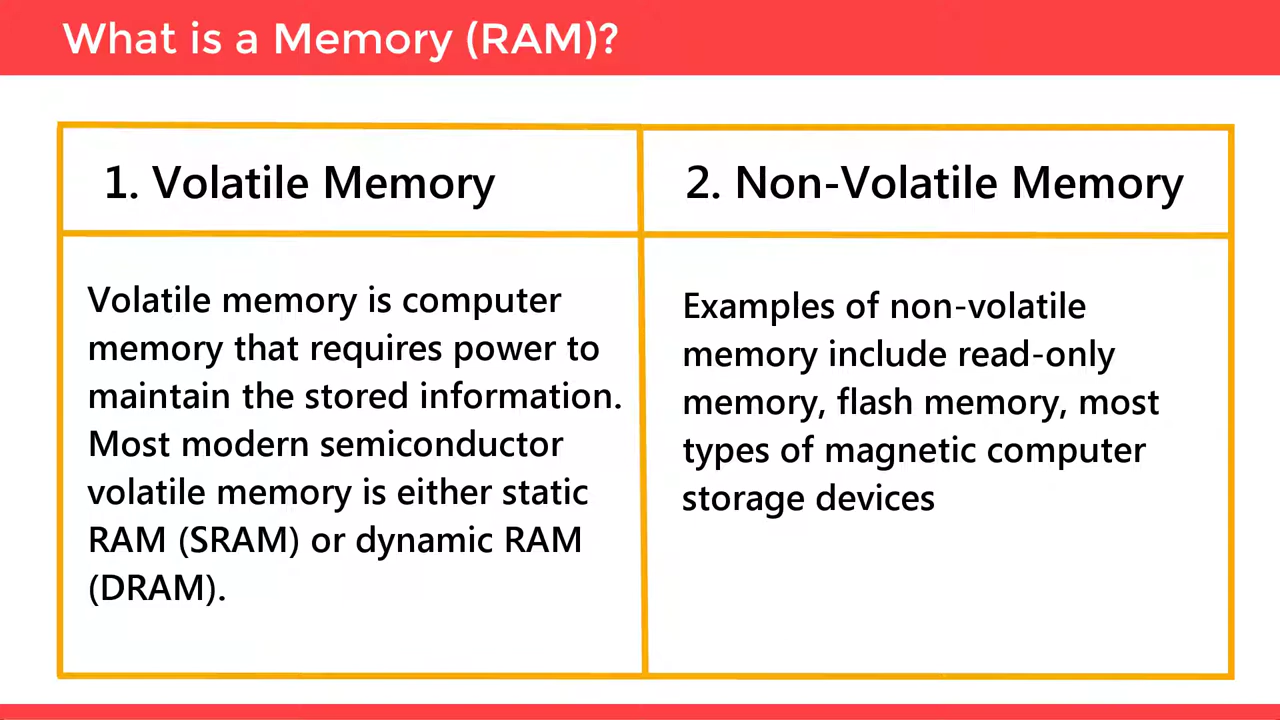 What is a Memory (RAM)?
1. Volatile Memory
Volatile memory is computer
memory that requires power to
maintain the stored information.
Most modern semiconductor
volatile memory is either static
RAM (SRAM) or dynamic RAM
(DRAM).
2. Non-Volatile Memory
Examples of non-volatile
memory include read-only
memory, flash memory, most
types of magnetic computer
storage devices